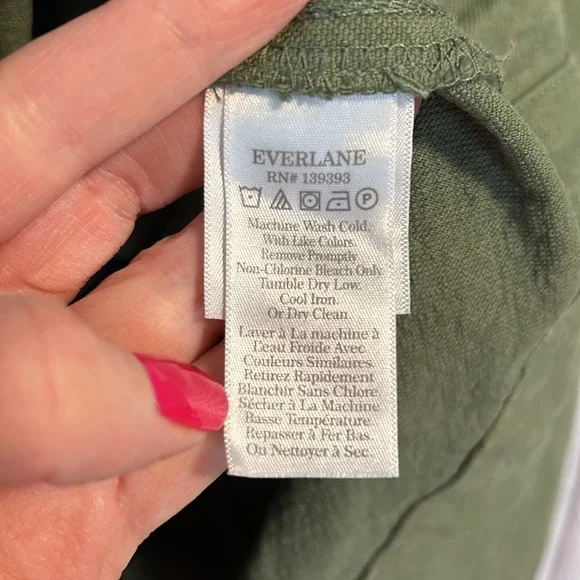 EVERLANE
RN# 139393
P
Machine Wash Cold.
With Like Colors.
Remove Promptly
Non-Chlorine Bleach Only.
Tumble Dry Low.
Cool Iron.
Or Dry Clean
Laver à La machine à
L'eau Froide Avec
Couleurs Similaires
Retirez Rapidement
Blanchir Sans Chlore.
Sécher à La Machine
Basse Température.
Repasser à Fer Bas.
Ou Nettoyer à Sec.